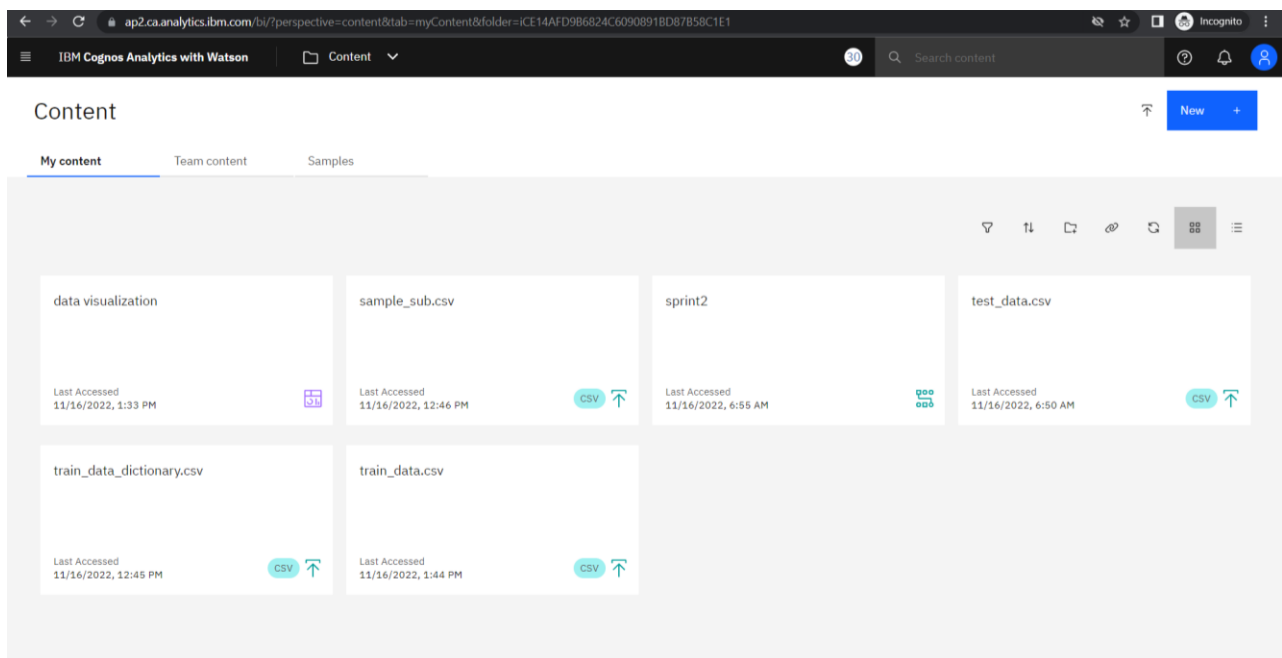 ap2.ca.analytics.ibm.com/bi/?perspective=content&tab=myContent&folder=iCE14AFD9B6824C6090891BD87B58C1E1
Incognito
IBM Cognos Analytics with Watson
Content
30
Search content
Content
New +
My content
Team content
Samples
data visualization
sample_sub.csv
sprint2
test_data.csv
Last Accessed
11/16/2022, 1:33 PM
Last Accessed
11/16/2022, 12:46 PM
CSV
Last Accessed
11/16/2022, 6:55 AM
Last Accessed
11/16/2022, 6:50 AM
CSV
train_data_dictionary.csv
train_data.csv
Last Accessed
11/16/2022, 12:45 PM
CSV
Last Accessed
11/16/2022, 1:44 PM
CSV